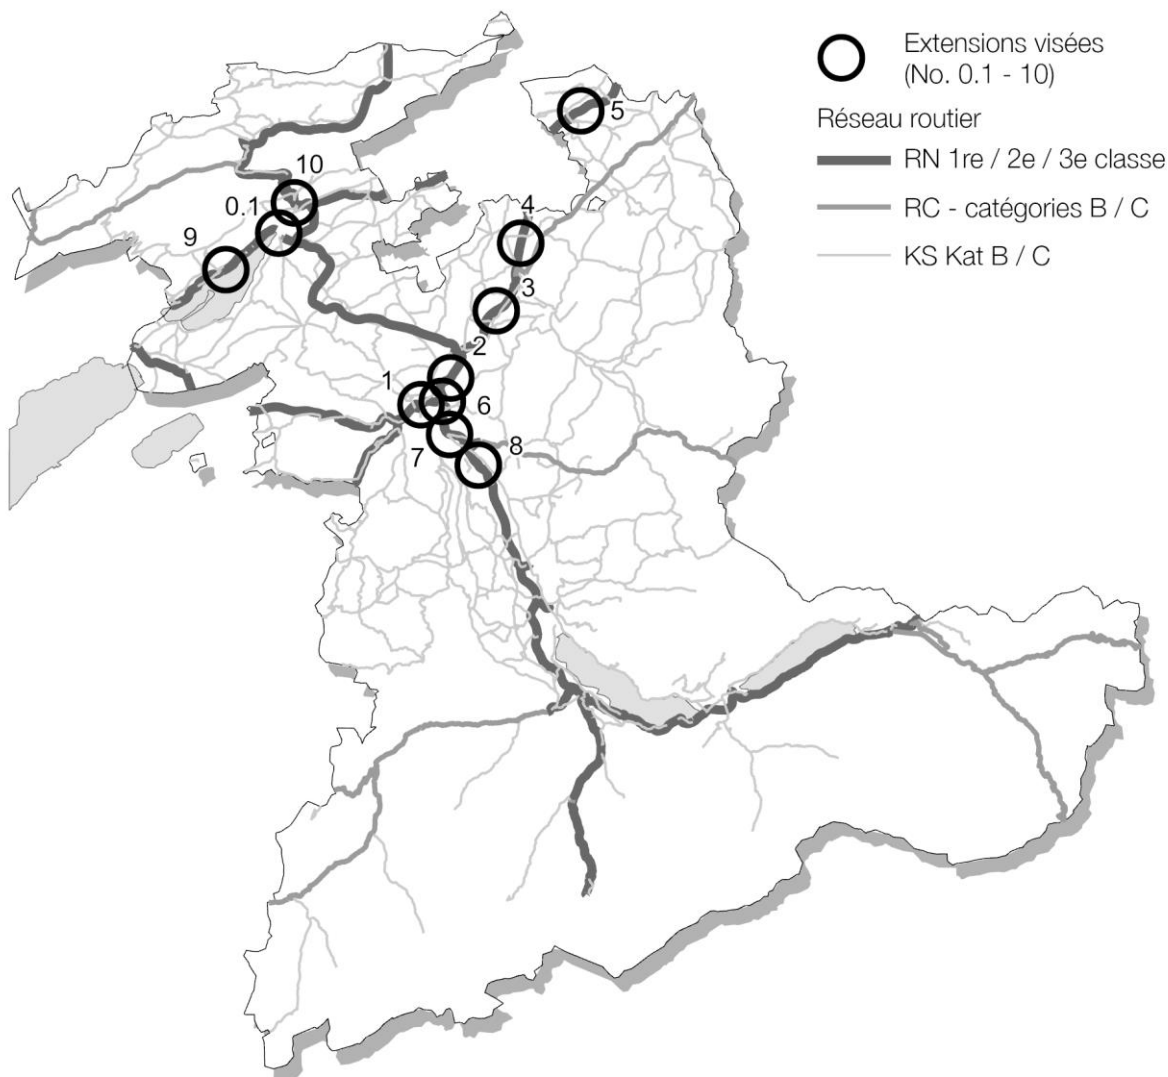 Extensions visées
(No. 0.1 - 10)
Réseau routier
RN 1re / 2e / 3e classe
RC - catégories B / C
KS Kat B / C
5
10
0.1
4
9
3
2
1
6
7
8